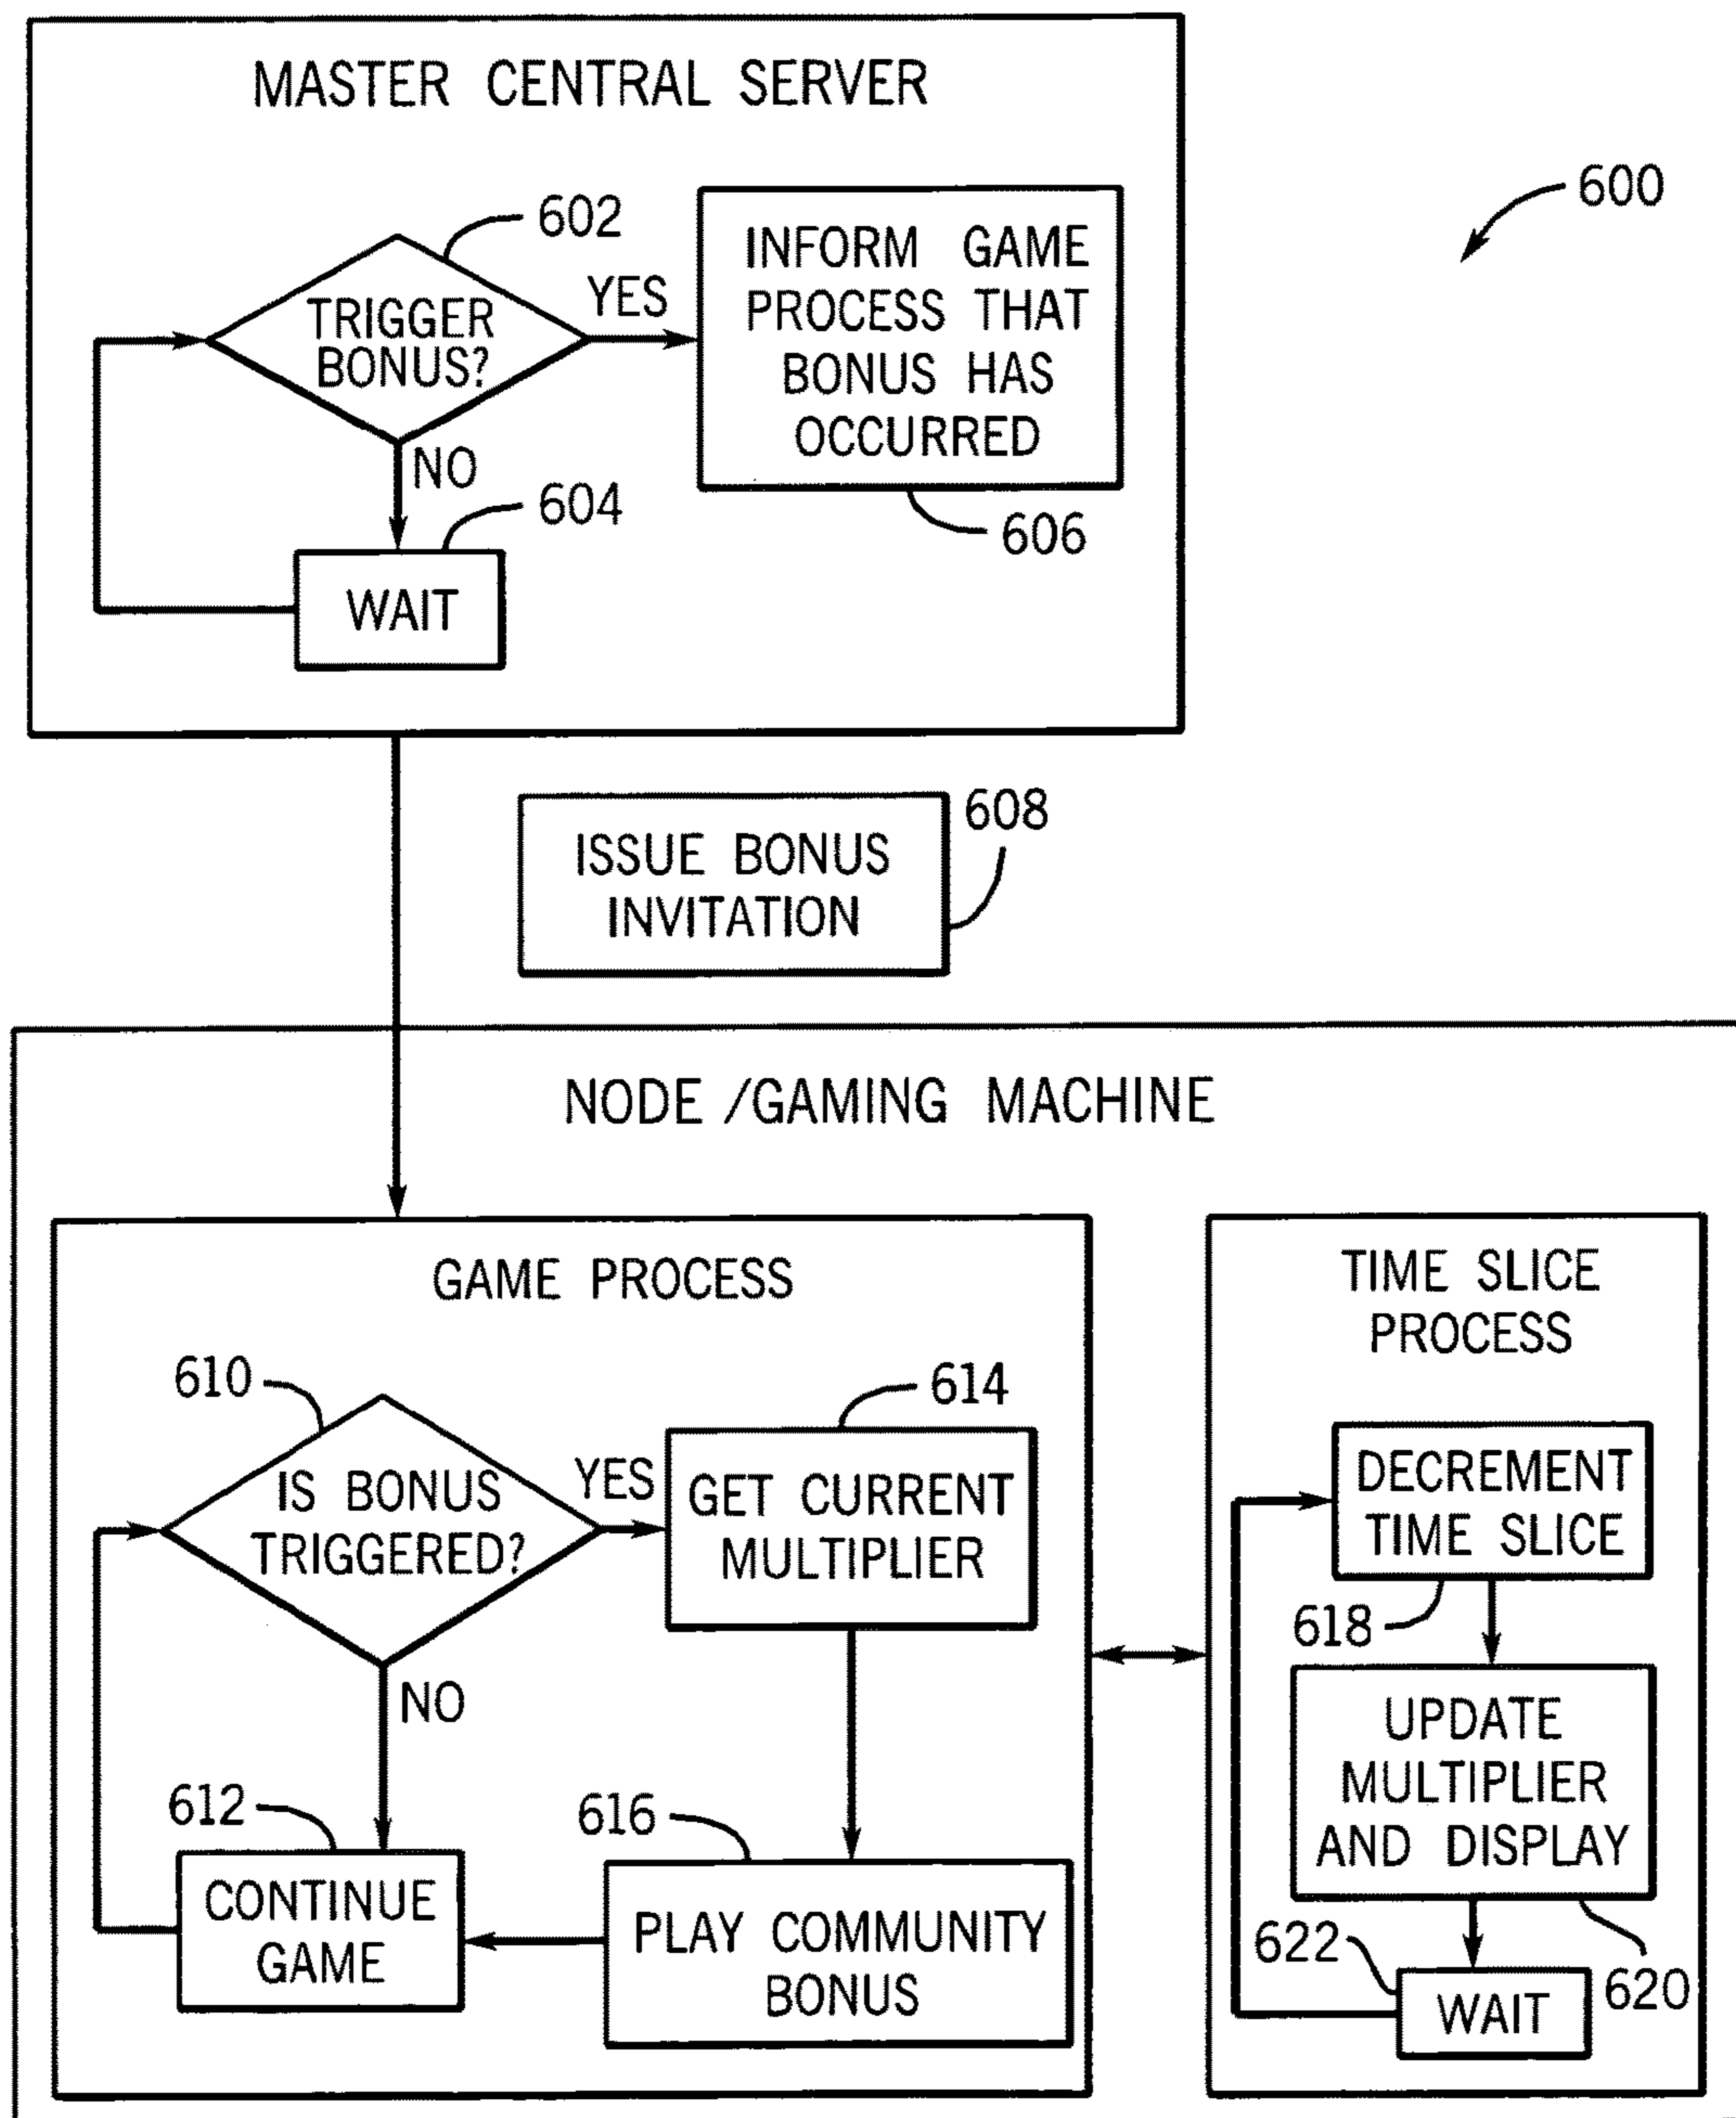 MASTER CENTRAL SERVER
600
602
TRIGGER
BONUS?
YES
NO
604
WAIT
INFORM GAME
PROCESS THAT
BONUS HAS
OCCURRED
606
ISSUE BONUS
INVITATION
608
NODE /GAMING MACHINE
GAME PROCESS
610
IS BONUS
TRIGGERED?
YES
NO
614
GET CURRENT
MULTIPLIER
612
CONTINUE
GAME
616
PLAY COMMUNITY
BONUS
TIME SLICE
PROCESS
DECREMENT
TIME SLICE
618
UPDATE
MULTIPLIER
AND DISPLAY
620
622
WAIT